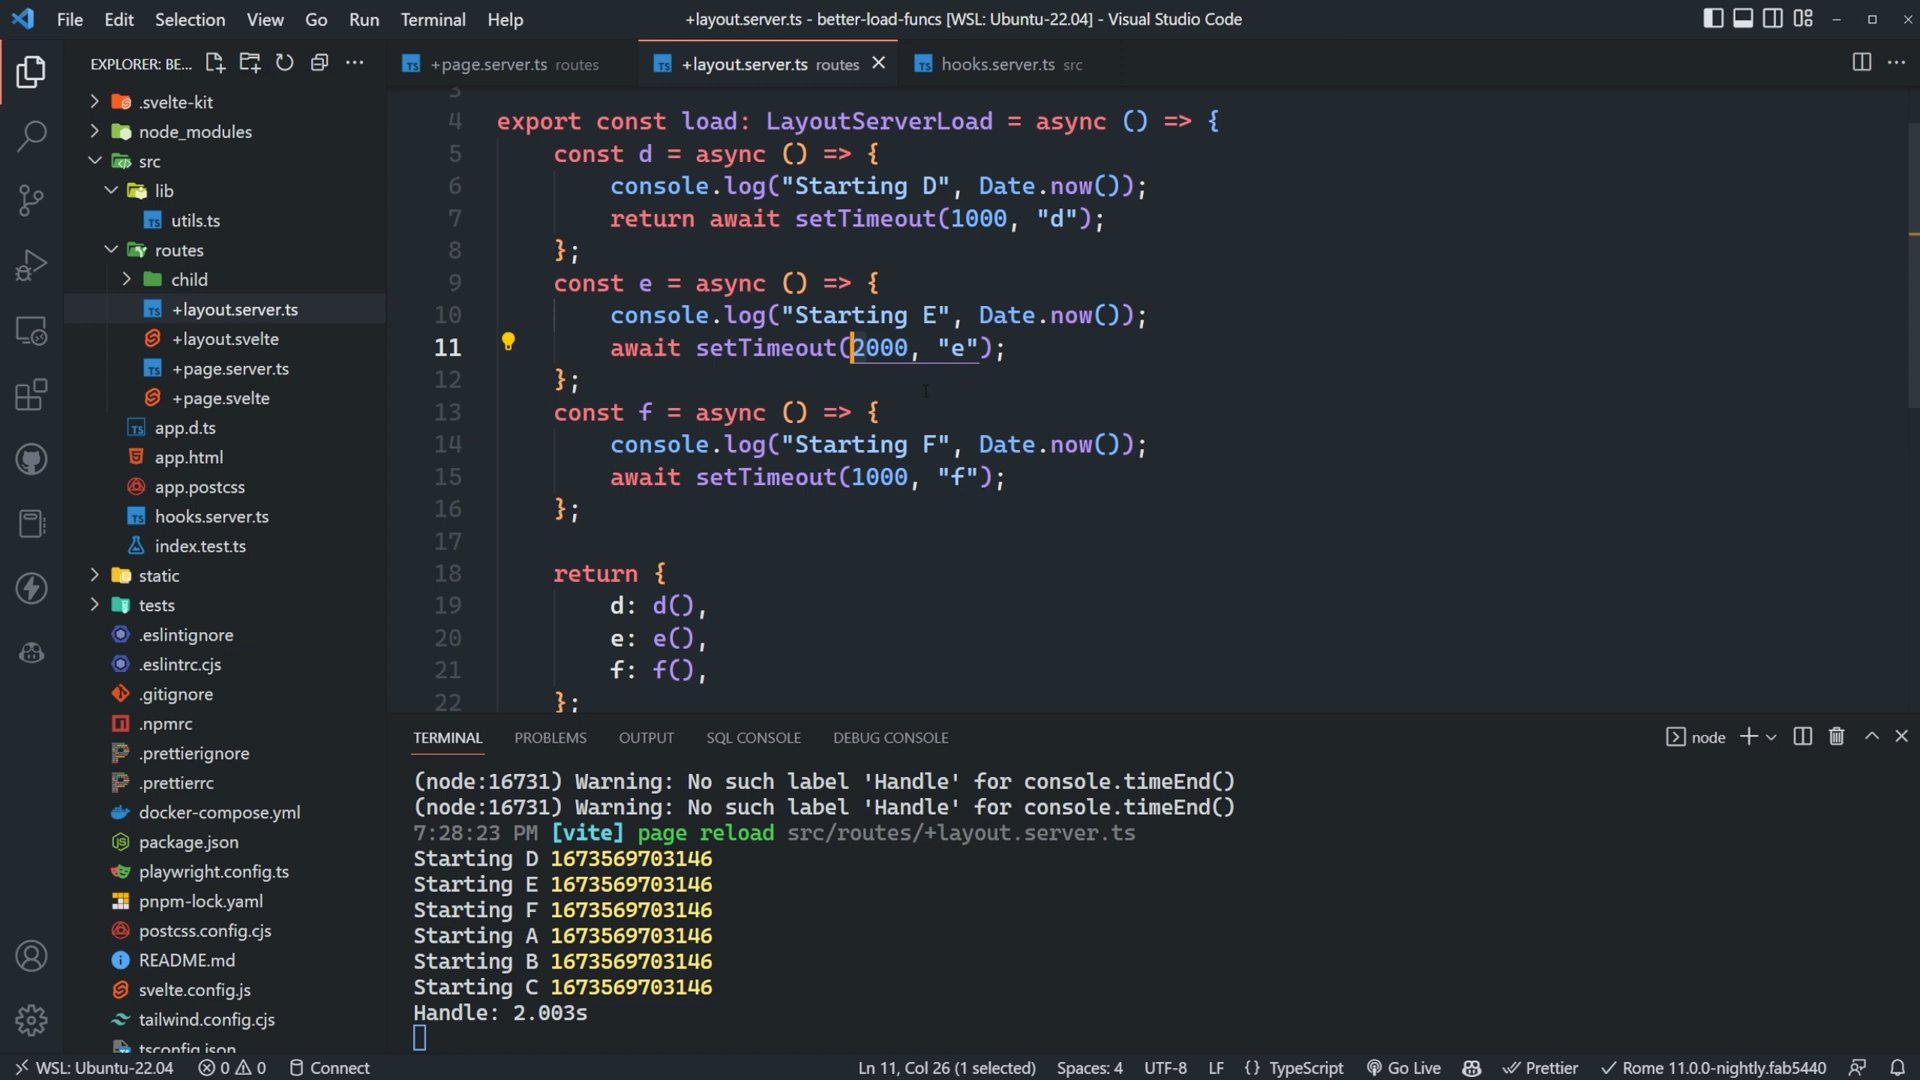 File Edit Selection View Go Run Terminal Help
+layout.server.ts - better-load-funcs [WSL: Ubuntu-22.04] - Visual Studio Code
EXPLORER: BE...
.svelte-kit
node_modules
src
lib
utils.ts
routes
child
+layout.server.ts
+layout.svelte
+page.server.ts
+page.svelte
app.d.ts
app.html
app.postcss
hooks.server.ts
index.test.ts
static
tests
.eslintignore
.eslintrc.cjs
.gitignore
.npmrc
.prettierignore
.prettierrc
docker-compose.yml
package.json
playwright.config.ts
pnpm-lock.yaml
postcss.config.cjs
README.md
svelte.config.js
tailwind.config.cjs
tsconfig.json
+page.server.ts routes
+layout.server.ts routes
hooks.server.ts src
3
4 export const load: LayoutServerLoad = async () => {
5 const d = async () => {
6 console.log("Starting D", Date.now());
7 return await setTimeout(1000, "d");
8 };
9 const e = async () => {
10 console.log("Starting E", Date.now());
11 await setTimeout(2000, "e");
12 };
13 const f = async () => {
14 console.log("Starting F", Date.now());
15 await setTimeout(1000, "f");
16 };
17
18 return {
19 d: d(),
20 e: e(),
21 f: f(),
22 };
TERMINAL PROBLEMS OUTPUT SQL CONSOLE DEBUG CONSOLE
node
(node:16731) Warning: No such label 'Handle' for console.timeEnd()
(node:16731) Warning: No such label 'Handle' for console.timeEnd()
7:28:23 PM [vite] page reload src/routes/+layout.server.ts
Starting D 1673569703146
Starting E 1673569703146
Starting F 1673569703146
Starting A 1673569703146
Starting B 1673569703146
Starting C 1673569703146
Handle: 2.003s
WSL: Ubuntu-22.04 0 0 Connect
Ln 11, Col 26 (1 selected) Spaces: 4 UTF-8 LF {} TypeScript Go Live Prettier Rome 11.0.0-nightly.fab5440